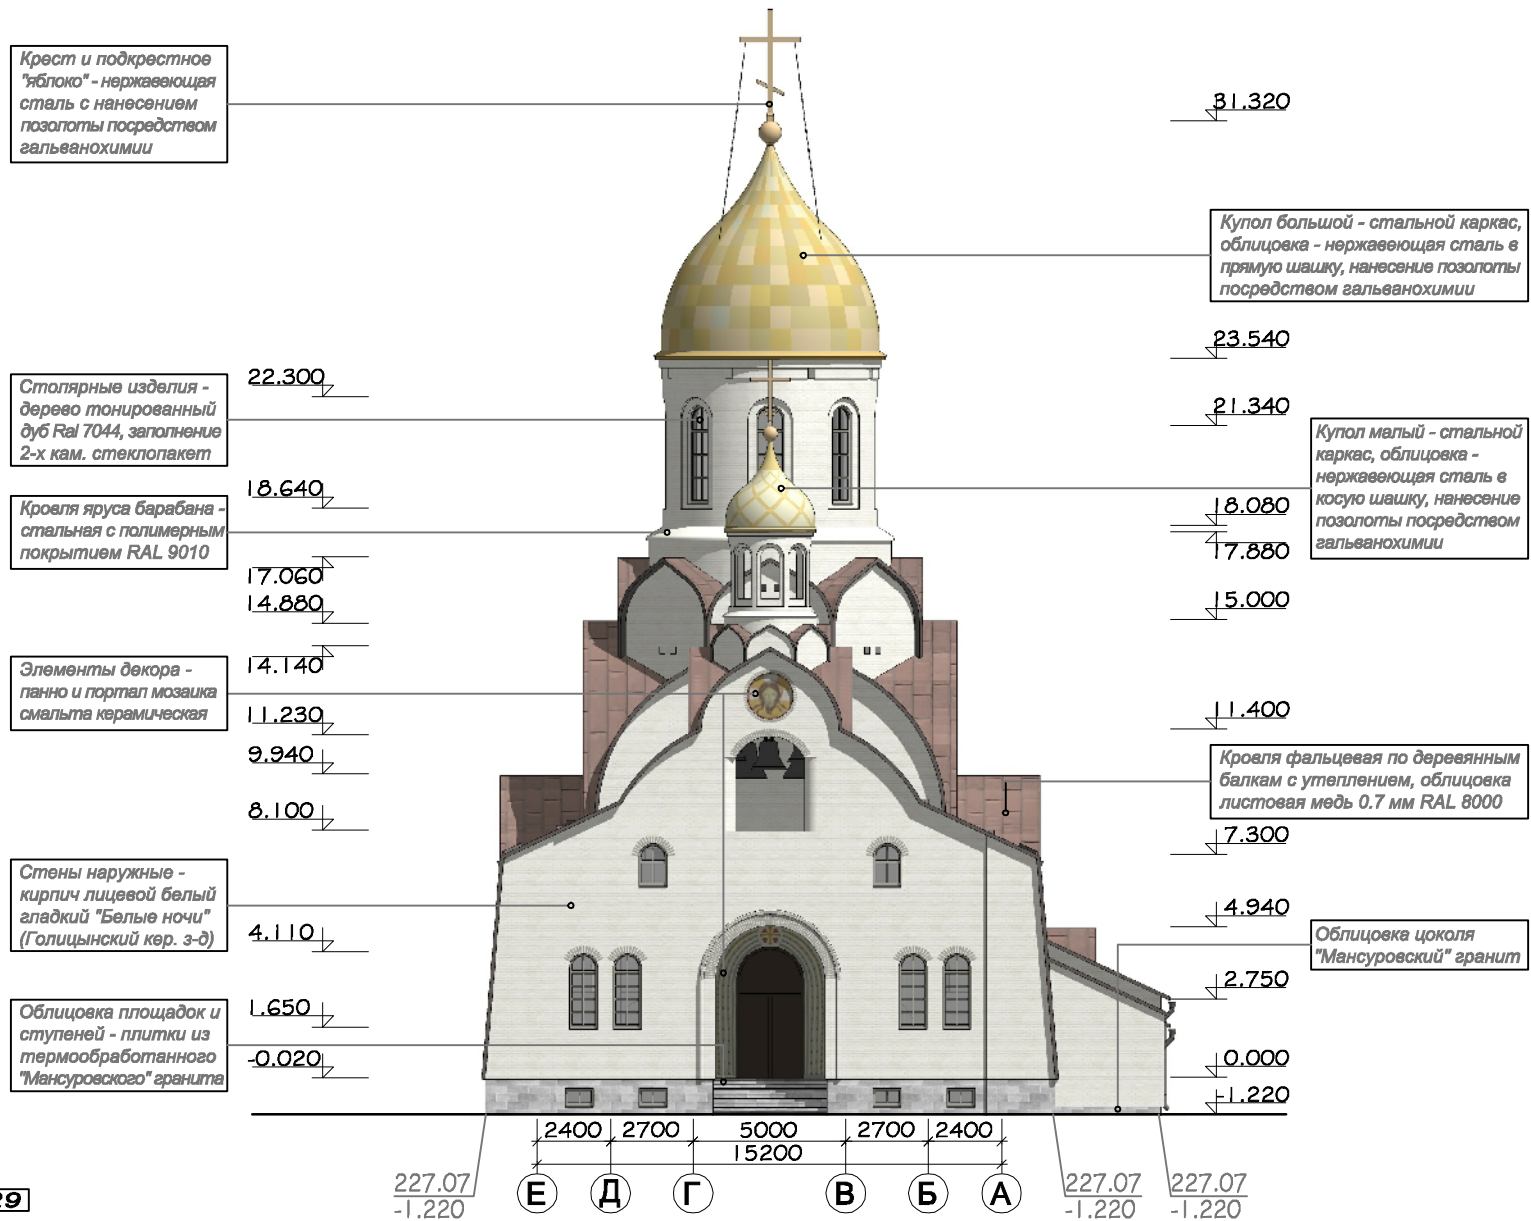 Крест и подкрестное
"яблоко" - нержавеющая
сталь с нанесением
позолоты посредством
гальванохимии
31.320
Купол большой - стальной каркас,
облицовка - нержавеющая сталь в
прямую шашку, нанесение позолоты
посредством гальванохимии
23.540
22.300
Столярные изделия -
дерево тонированный
дуб Ral 7044, заполнение
2-х кам. стеклопакет
21.340
Купол малый - стальной
каркас, облицовка -
нержавеющая сталь в
косую шашку, нанесение
позолоты посредством
гальванохимии
18.640
Кровля яруса барабана -
стальная с полимерным
покрытием RAL 9010
18.080
17.880
17.060
14.880
15.000
14.140
Элементы декора -
панно и портал мозаика
смальта керамическая
11.230
11.400
9.940
Кровля фальцевая по деревянным
балкам с утеплением, облицовка
листовая медь 0.7 мм RAL 8000
8.100
7.300
Стены наружные -
кирпич лицевой белый
гладкий "Белые ночи"
(Голицынский кер. з-д)
4.110
4.940
Облицовка цоколя
"Мансуровский" гранит
2.750
Облицовка площадок и
ступеней - плитки из
термообработанного
"Мансуровского" гранита
1.650
-0.020
0.000
-1.220
2400 2700 5000 2700 2400
15200
227.07
-1.220
Е Д Г В Б А
227.07
-1.220
227.07
-1.220
29